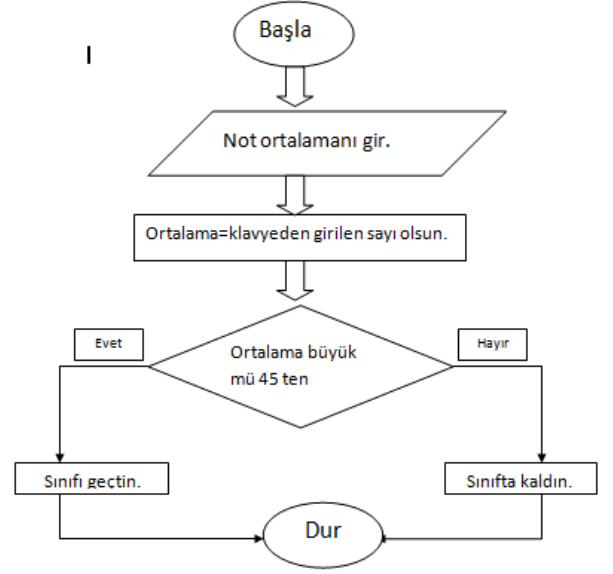 Başla
I
Not ortalamanı gir.
Ortalama=klavyeden girilen sayı olsun.
Evet
Ortalama büyük
mü 45 ten
Hayır
Sınıfı geçtin.
Sınıfta kaldın.
Dur